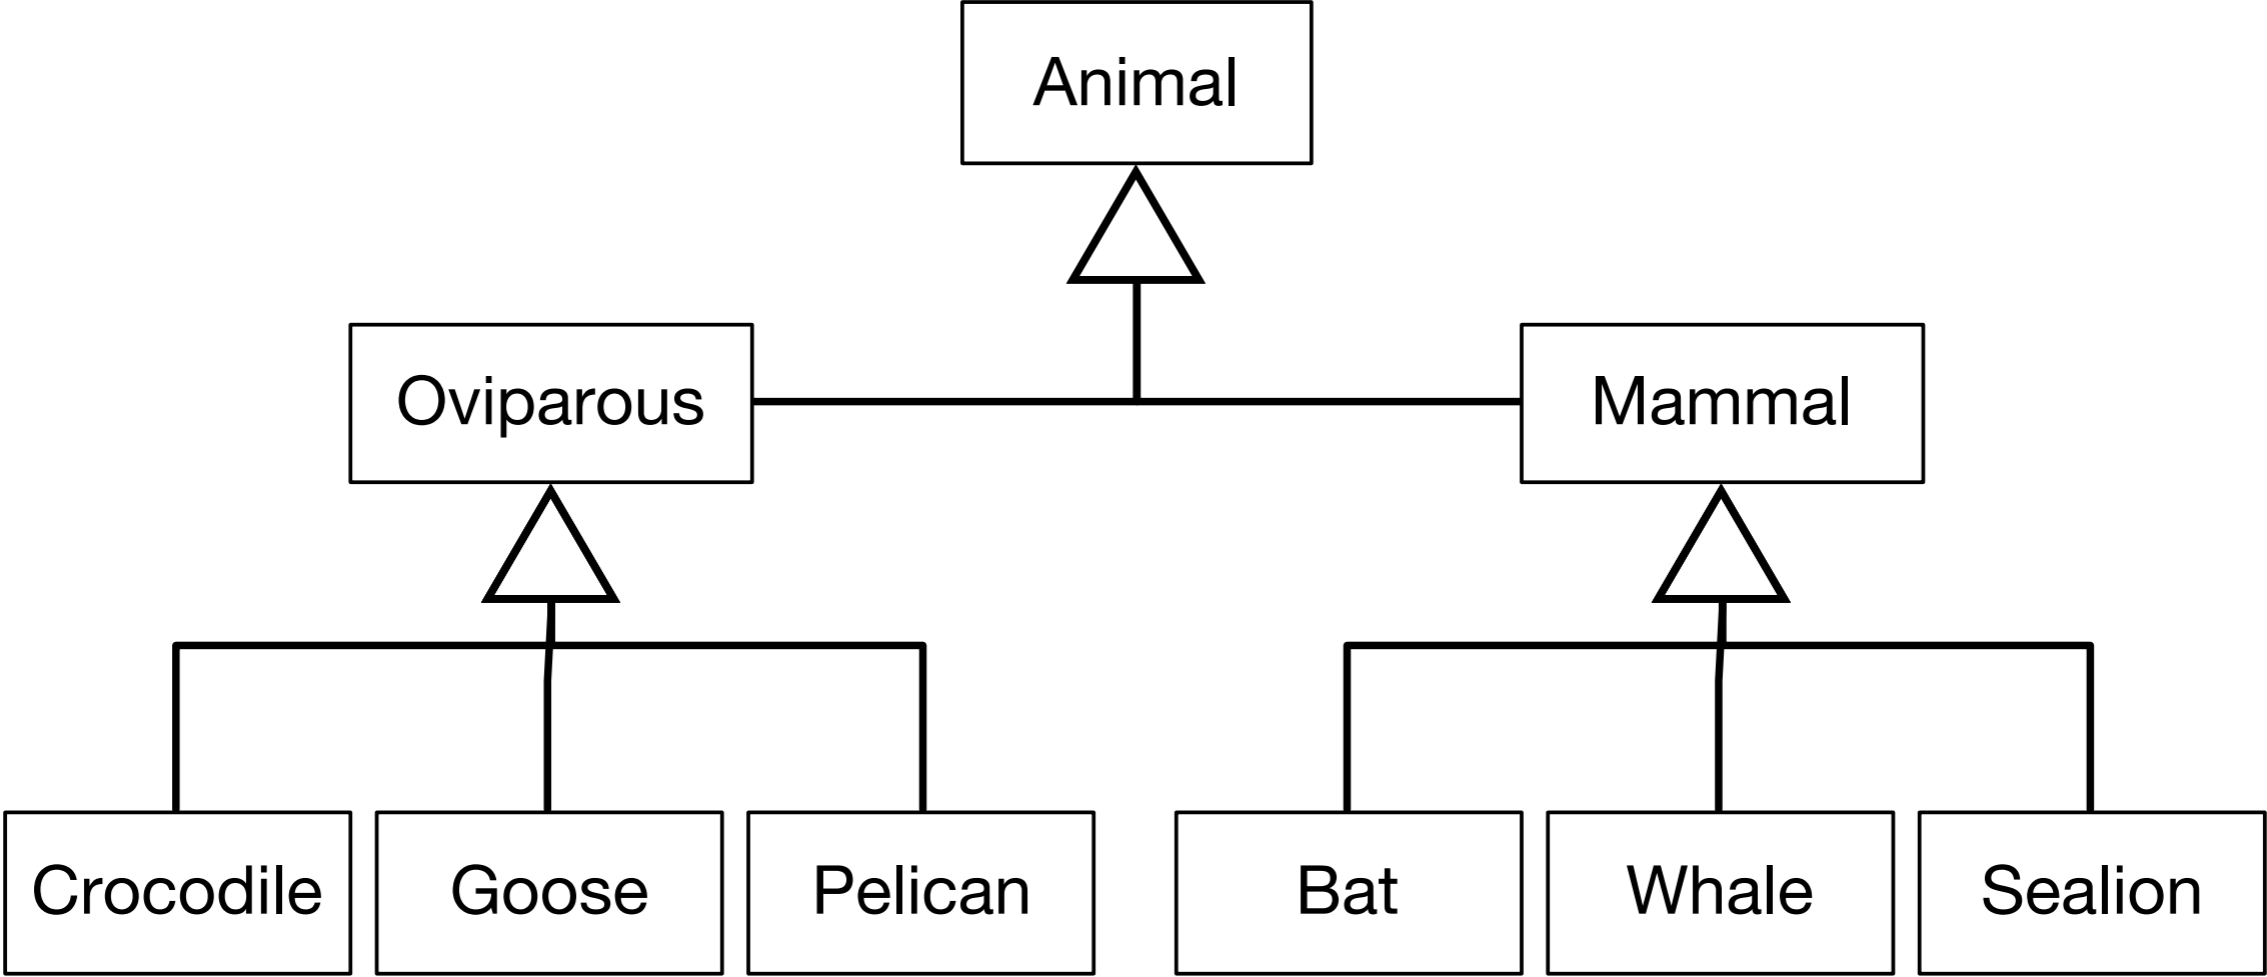 Animal
Oviparous
Mammal
Crocodile
Goose
Pelican
Bat
Whale
Sealion